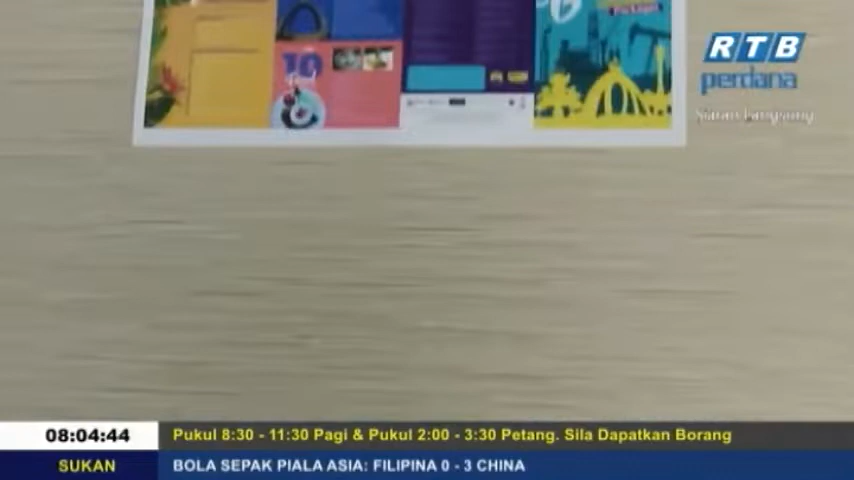 10
RTB
perdana
Siaran Langsung
08:04:44
Pukul 8:30 - 11:30 Pagi & Pukul 2:00 - 3:30 Petang. Sila Dapatkan Borang
SUKAN
BOLA SEPAK PIALA ASIA: FILIPINA 0 - 3 CHINA